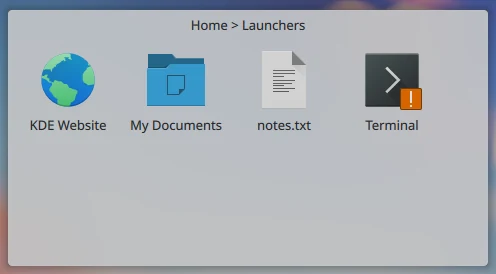 Home > Launchers
KDE Website
My Documents
notes.txt
Terminal